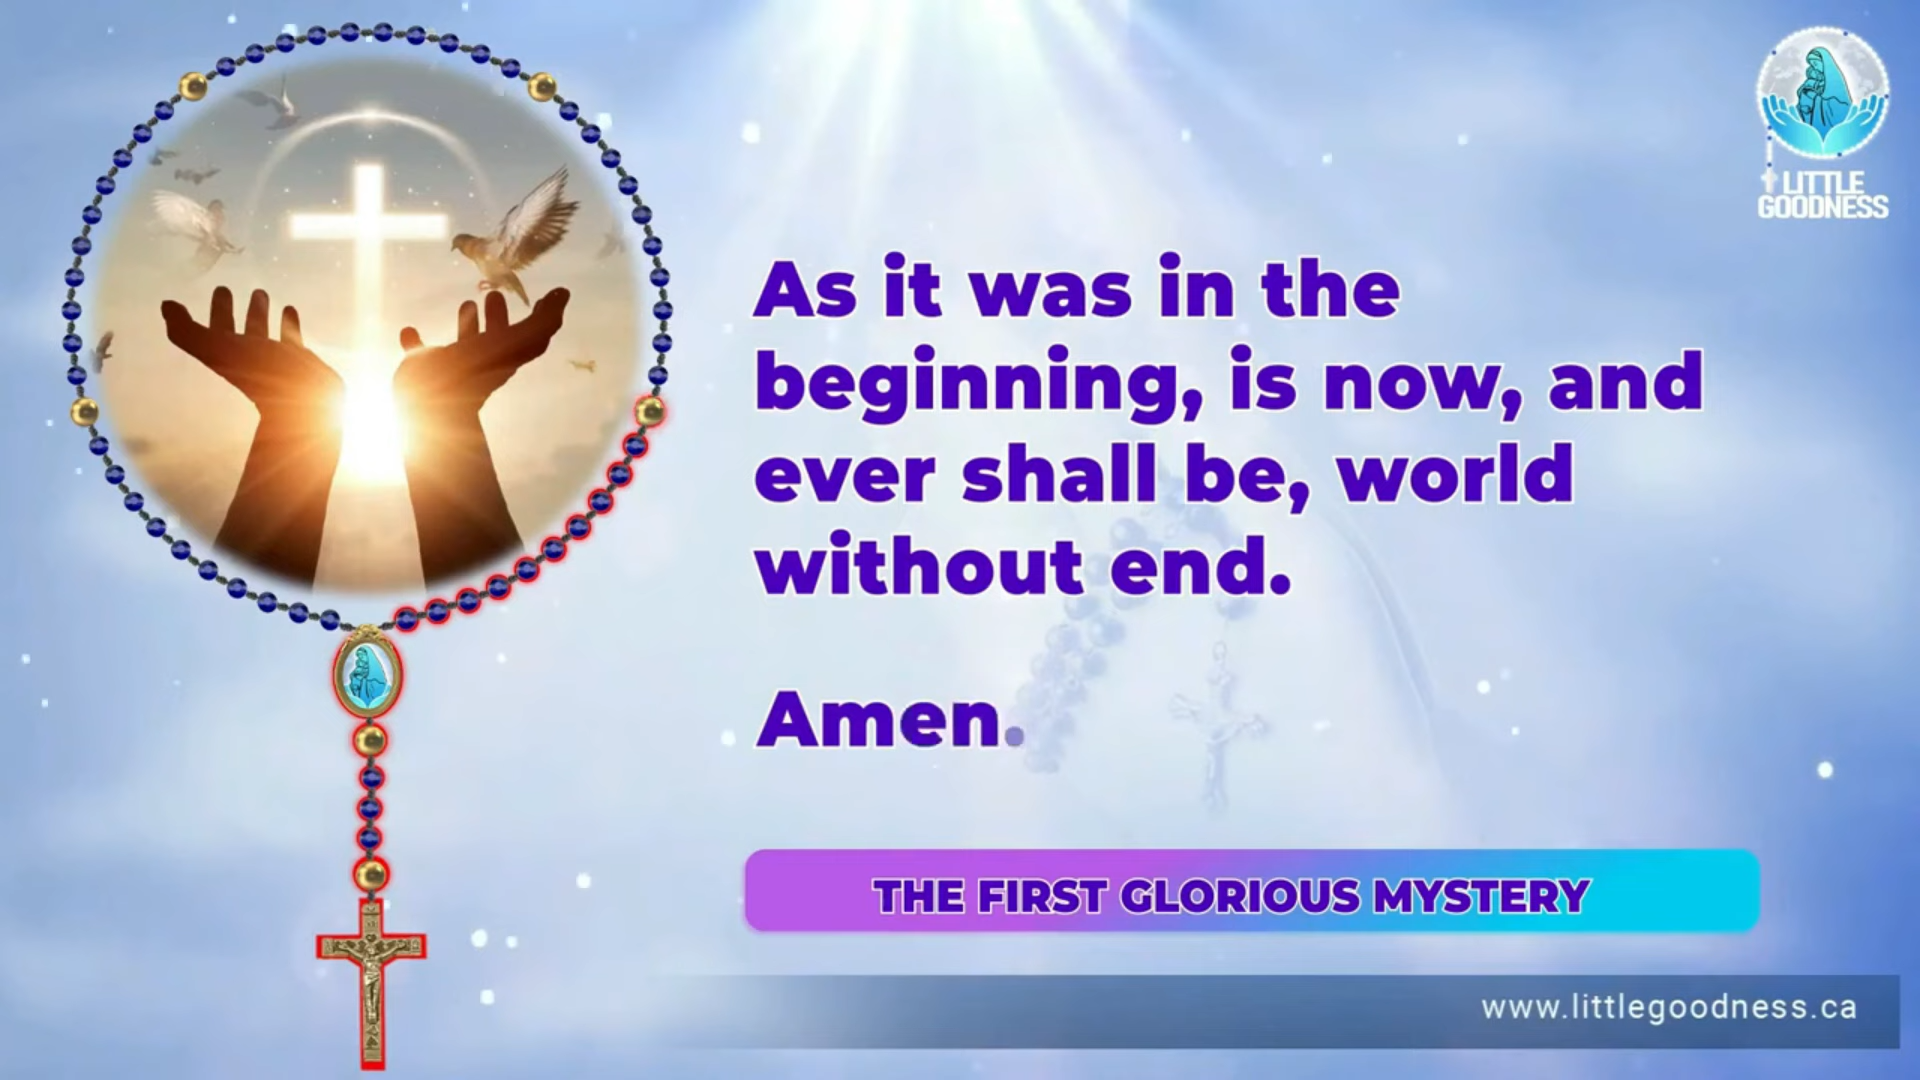 LITTLE
GOODNESS
As it was in the
beginning, is now, and
ever shall be, world
without end.
Amen.
THE FIRST GLORIOUS MYSTERY
www.littlegoodness.ca